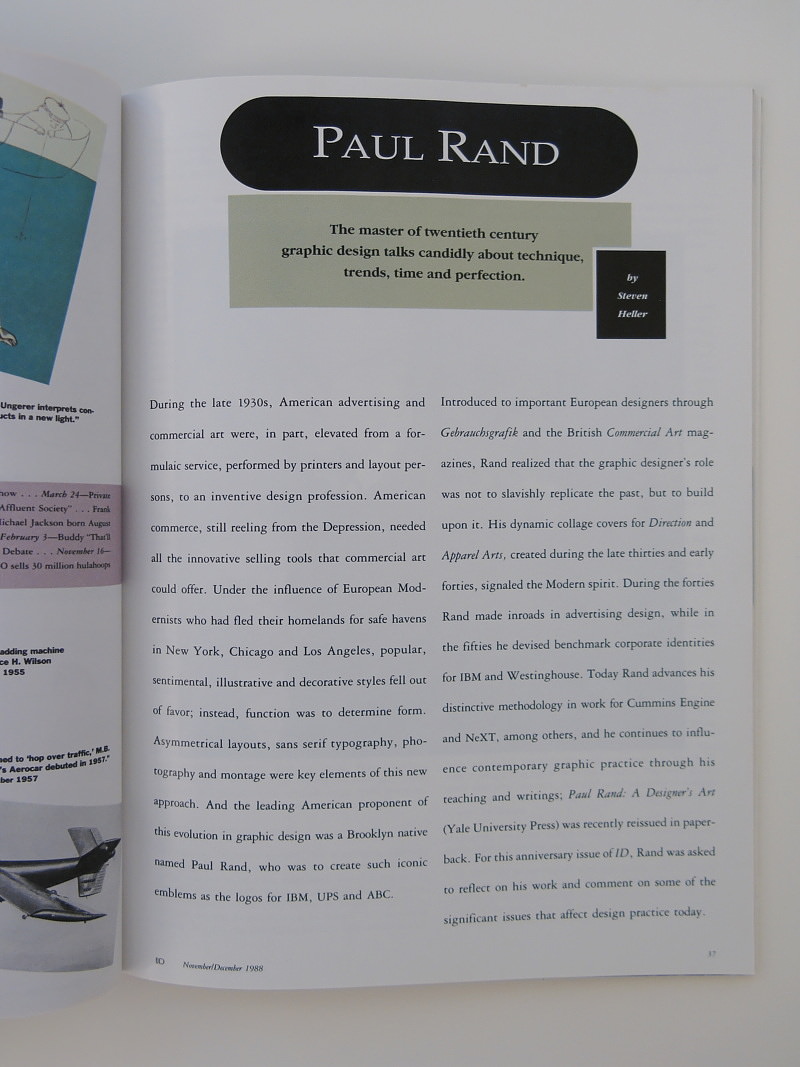 Ungerer interprets con-
ucts in a new light."
how . . . March 24—Private
Affluent Society" . . . Frank
Michael Jackson born August
February 3—Buddy "That'll
Debate . . . November 16—
O sells 30 million hulahoops
adding machine
ce H. Wilson
1955
ned to 'hop over traffic,' M.B.
's Aerocar debuted in 1957."
ber 1957
PAUL RAND
The master of twentieth century
graphic design talks candidly about technique,
trends, time and perfection.
by
Steven
Heller
During the late 1930s, American advertising and
commercial art were, in part, elevated from a for-
mulaic service, performed by printers and layout per-
sons, to an inventive design profession. American
commerce, still reeling from the Depression, needed
all the innovative selling tools that commercial art
could offer. Under the influence of European Mod-
ernists who had fled their homelands for safe havens
in New York, Chicago and Los Angeles, popular,
sentimental, illustrative and decorative styles fell out
of favor; instead, function was to determine form.
Asymmetrical layouts, sans serif typography, pho-
tography and montage were key elements of this new
approach. And the leading American proponent of
this evolution in graphic design was a Brooklyn native
named Paul Rand, who was to create such iconic
emblems as the logos for IBM, UPS and ABC.
Introduced to important European designers through
Gebrauchsgrafik and the British Commercial Art mag-
azines, Rand realized that the graphic designer's role
was not to slavishly replicate the past, but to build
upon it. His dynamic collage covers for Direction and
Apparel Arts, created during the late thirties and early
forties, signaled the Modern spirit. During the forties
Rand made inroads in advertising design, while in
the fifties he devised benchmark corporate identities
for IBM and Westinghouse. Today Rand advances his
distinctive methodology in work for Cummins Engine
and NeXT, among others, and he continues to influ-
ence contemporary graphic practice through his
teaching and writings; Paul Rand: A Designer's Art
(Yale University Press) was recently reissued in paper-
back. For this anniversary issue of ID, Rand was asked
to reflect on his work and comment on some of the
significant issues that affect design practice today.
ID November/December 1988